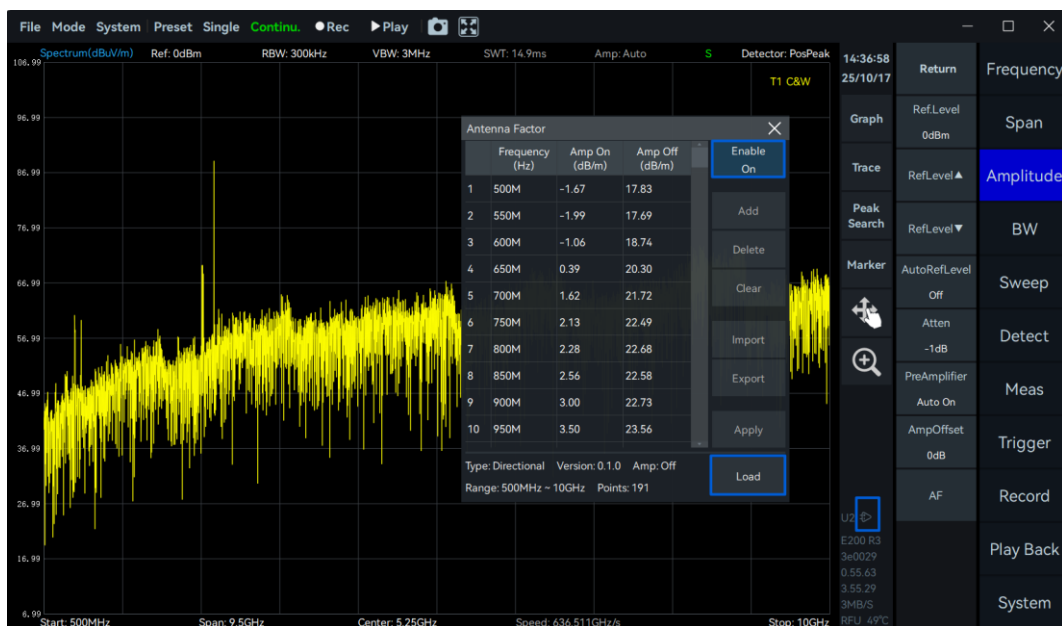 File Mode System Preset Single Continu. Rec Play
Spectrum(dBuV/m) Ref: 0dBm RBW: 300kHz VBW: 3MHz SWT: 14.9ms Amp: Auto S Detector: PosPeak
T1 C&W
106.99
96.99
86.99
76.99
66.99
56.99
46.99
36.99
26.99
16.99
6.99
Start: 500MHz Span: 9.5GHz Center: 5.25GHz Speed: 636.511GHz/s Stop: 10GHz
Antenna Factor
Frequency (Hz) Amp On (dB/m) Amp Off (dB/m)
1 500M -1.67 17.83
2 550M -1.99 17.69
3 600M -1.06 18.74
4 650M 0.39 20.30
5 700M 1.62 21.72
6 750M 2.13 22.49
7 800M 2.28 22.68
8 850M 2.56 22.58
9 900M 3.00 22.73
10 950M 3.50 23.56
Type: Directional Version: 0.1.0 Amp: Off
Range: 500MHz ~ 10GHz Points: 191
Enable
On
Add
Delete
Clear
Import
Export
Apply
Load
14:36:58
25/10/17
Graph
Trace
Peak
Search
Marker
U2
E200 R3
3e0029
0.55.63
3.55.29
3MB/S
RFU 49°C
Return
Ref.Level
0dBm
RefLevel▲
RefLevel▼
AutoRefLevel
Off
Atten
-1dB
PreAmplifier
Auto On
AmpOffset
0dB
AF
Frequency
Span
Amplitude
BW
Sweep
Detect
Meas
Trigger
Record
Play Back
System